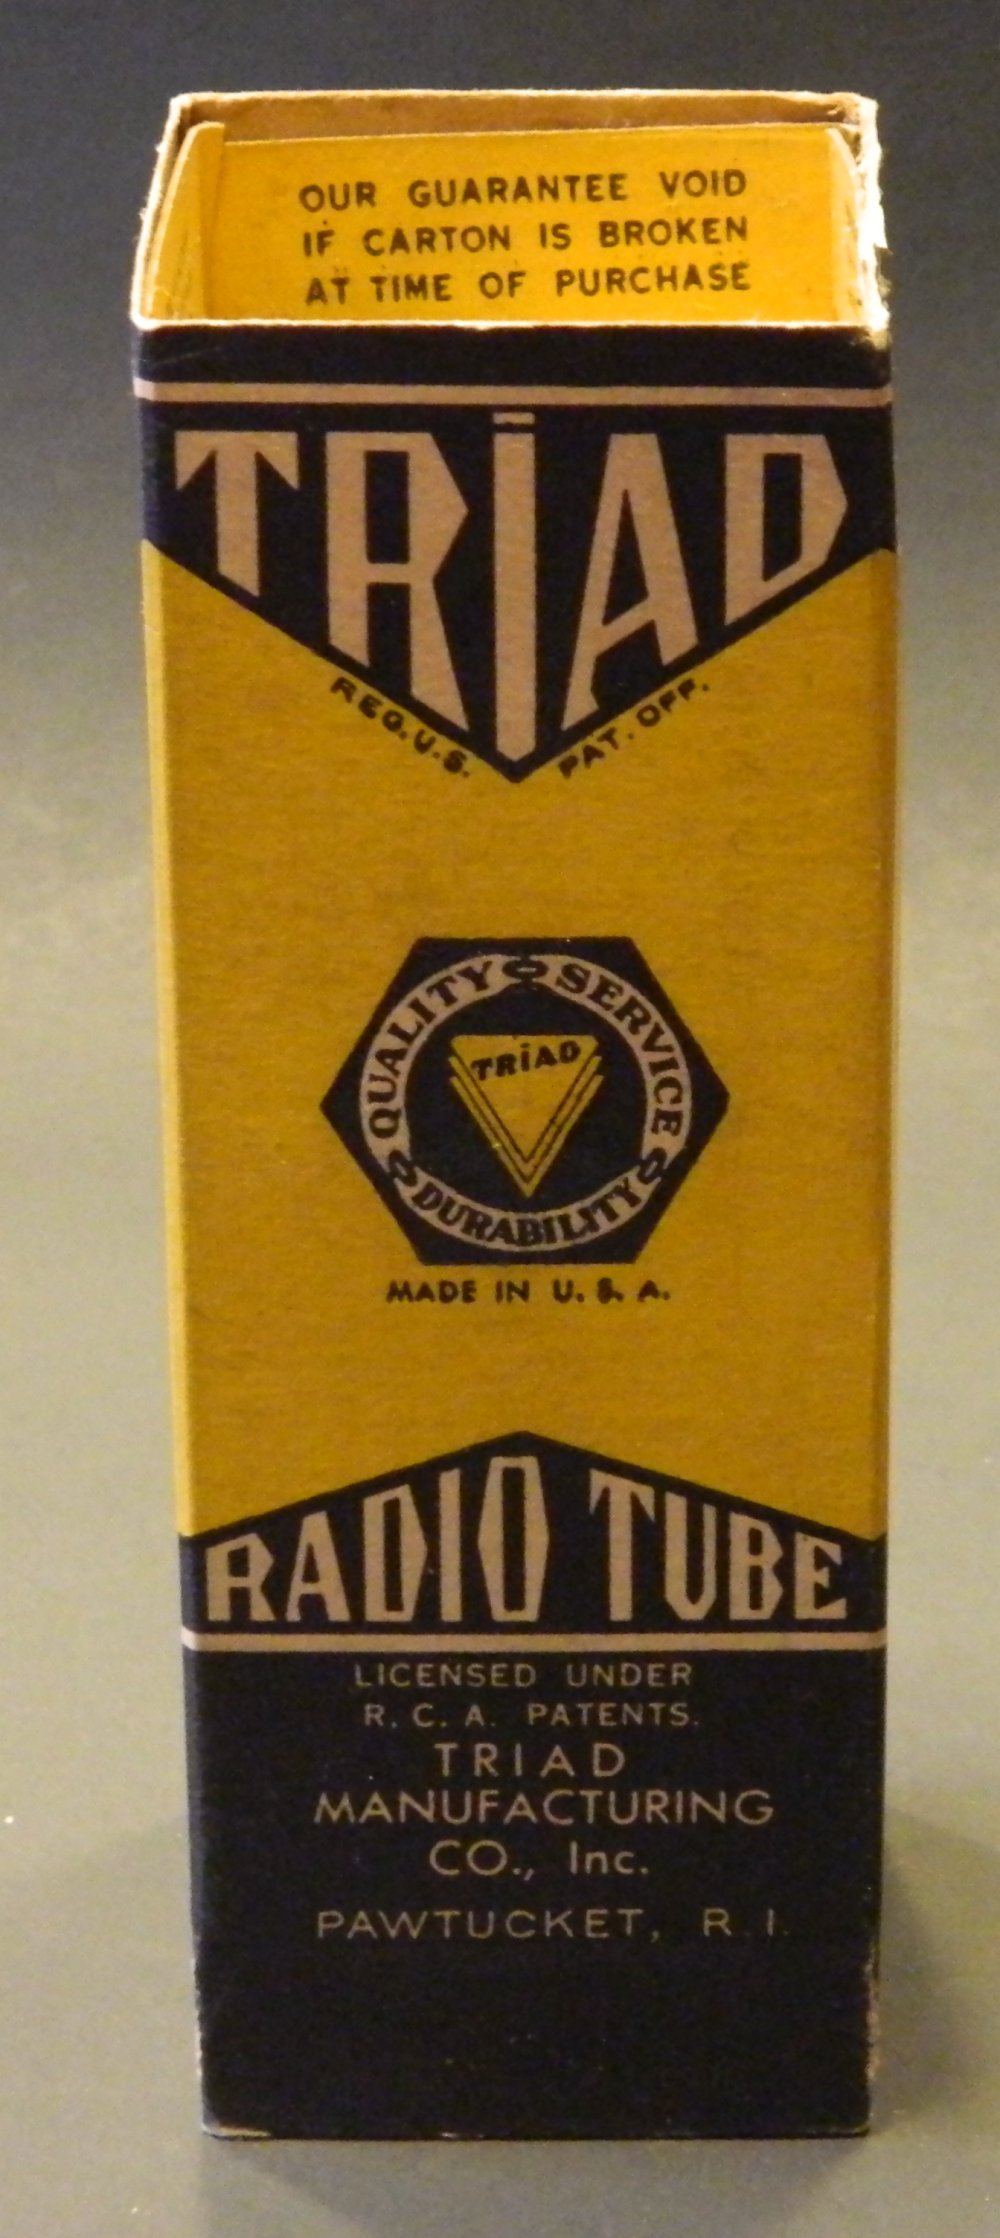 OUR GUARANTEE VOID
IF CARTON IS BROKEN
AT TIME OF PURCHASE
TRIAD
REG. U.S. PAT. OFF.
QUALITY SERVICE
TRIAD
DURABILITY
MADE IN U. S. A.
RADIO TUBE
LICENSED UNDER
R. C. A. PATENTS.
TRIAD
MANUFACTURING
CO., Inc.
PAWTUCKET, R. I.